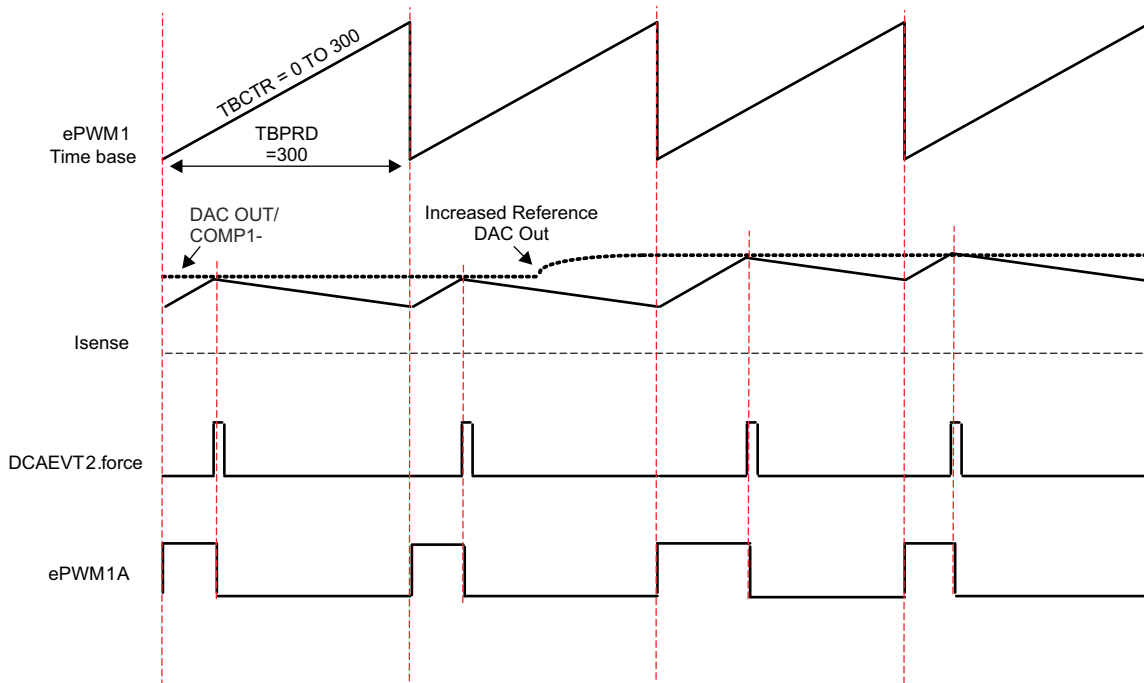 TBCTR = 0 TO 300
ePWM1
Time base
TBPRD
=300
DAC OUT/
COMP1-
Increased Reference
DAC Out
Isense
DCAEVT2.force
ePWM1A